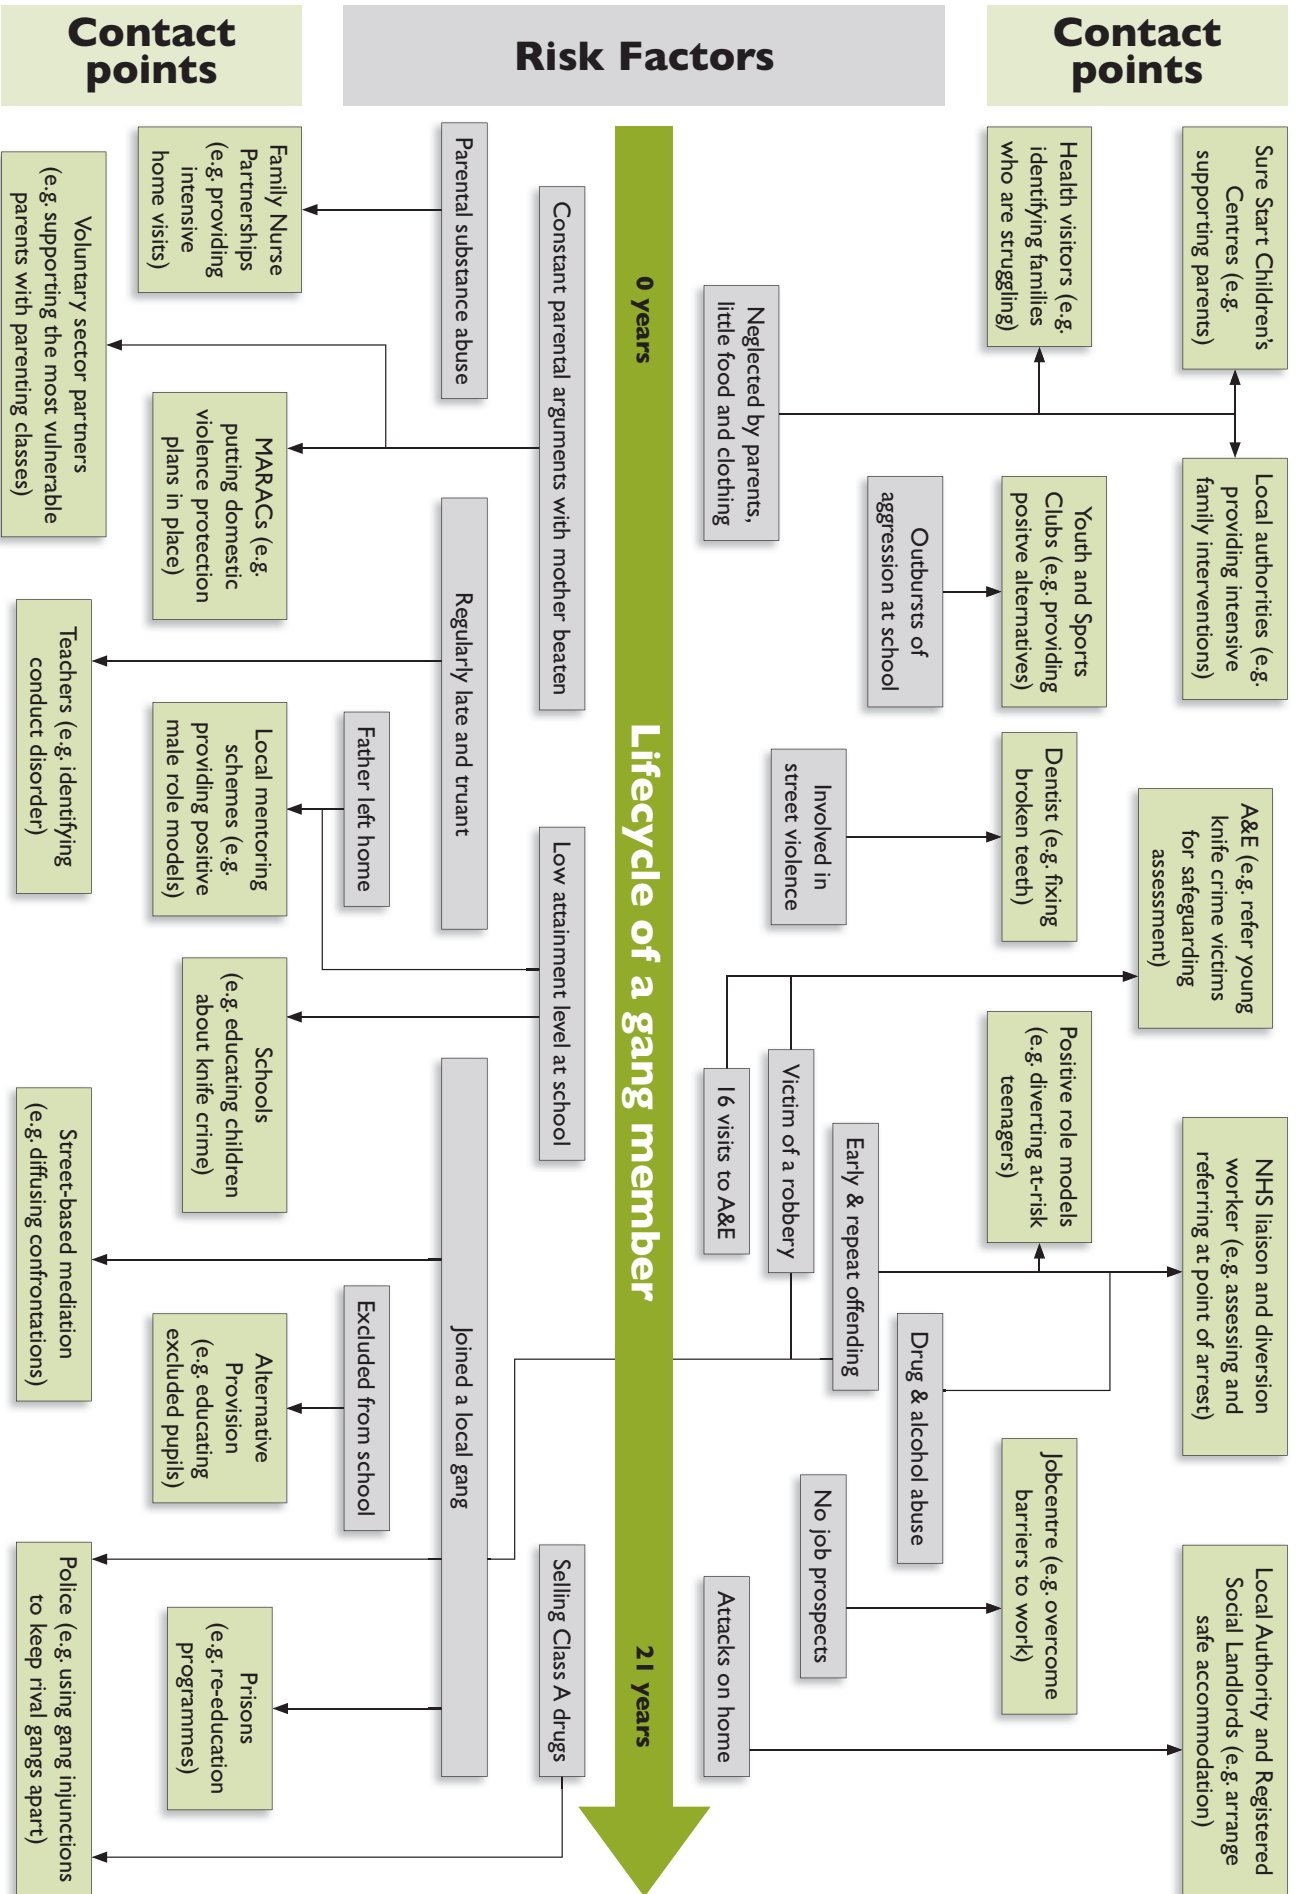 Contact
points
Risk Factors
Contact
points
Sure Start Children’s
Centres (e.g.
supporting parents)
Local authorities (e.g.
providing intensive
family interventions)
A&E (e.g. refer young
knife crime victims
for safeguarding
assessment)
NHS liaison and diversion
worker (e.g. assessing and
referring at point of arrest)
Local Authority and Registered
Social Landlords (e.g. arrange
safe accommodation)
Health visitors (e.g.
identifying families
who are struggling)
Youth and Sports
Clubs (e.g. providing
positve alternatives)
Dentist (e.g. fixing
broken teeth)
Positive role models
(e.g. diverting at-risk
teenagers)
Jobcentre (e.g. overcome
barriers to work)
Neglected by parents,
little food and clothing
Outbursts of
aggression at school
Involved in
street violence
16 visits to A&E
Victim of a robbery
Early & repeat offending
Drug & alcohol abuse
No job prospects
Attacks on home
0 years
Lifecycle of a gang member
21 years
Constant parental arguments with mother beaten
Low attainment level at school
Selling Class A drugs
Parental substance abuse
Regularly late and truant
Joined a local gang
Father left home
Excluded from school
Family Nurse
Partnerships
(e.g. providing
intensive
home visits)
MARACs (e.g.
putting domestic
violence protection
plans in place)
Local mentoring
schemes (e.g.
providing positive
male role models)
Schools
(e.g. educating children
about knife crime)
Alternative
Provision
(e.g. educating
excluded pupils)
Prisons
(e.g. re-education
programmes)
Voluntary sector partners
(e.g. supporting the most vulnerable
parents with parenting classes)
Teachers (e.g. identifying
conduct disorder)
Street-based mediation
(e.g. diffusing confrontations)
Police (e.g. using gang injunctions
to keep rival gangs apart)